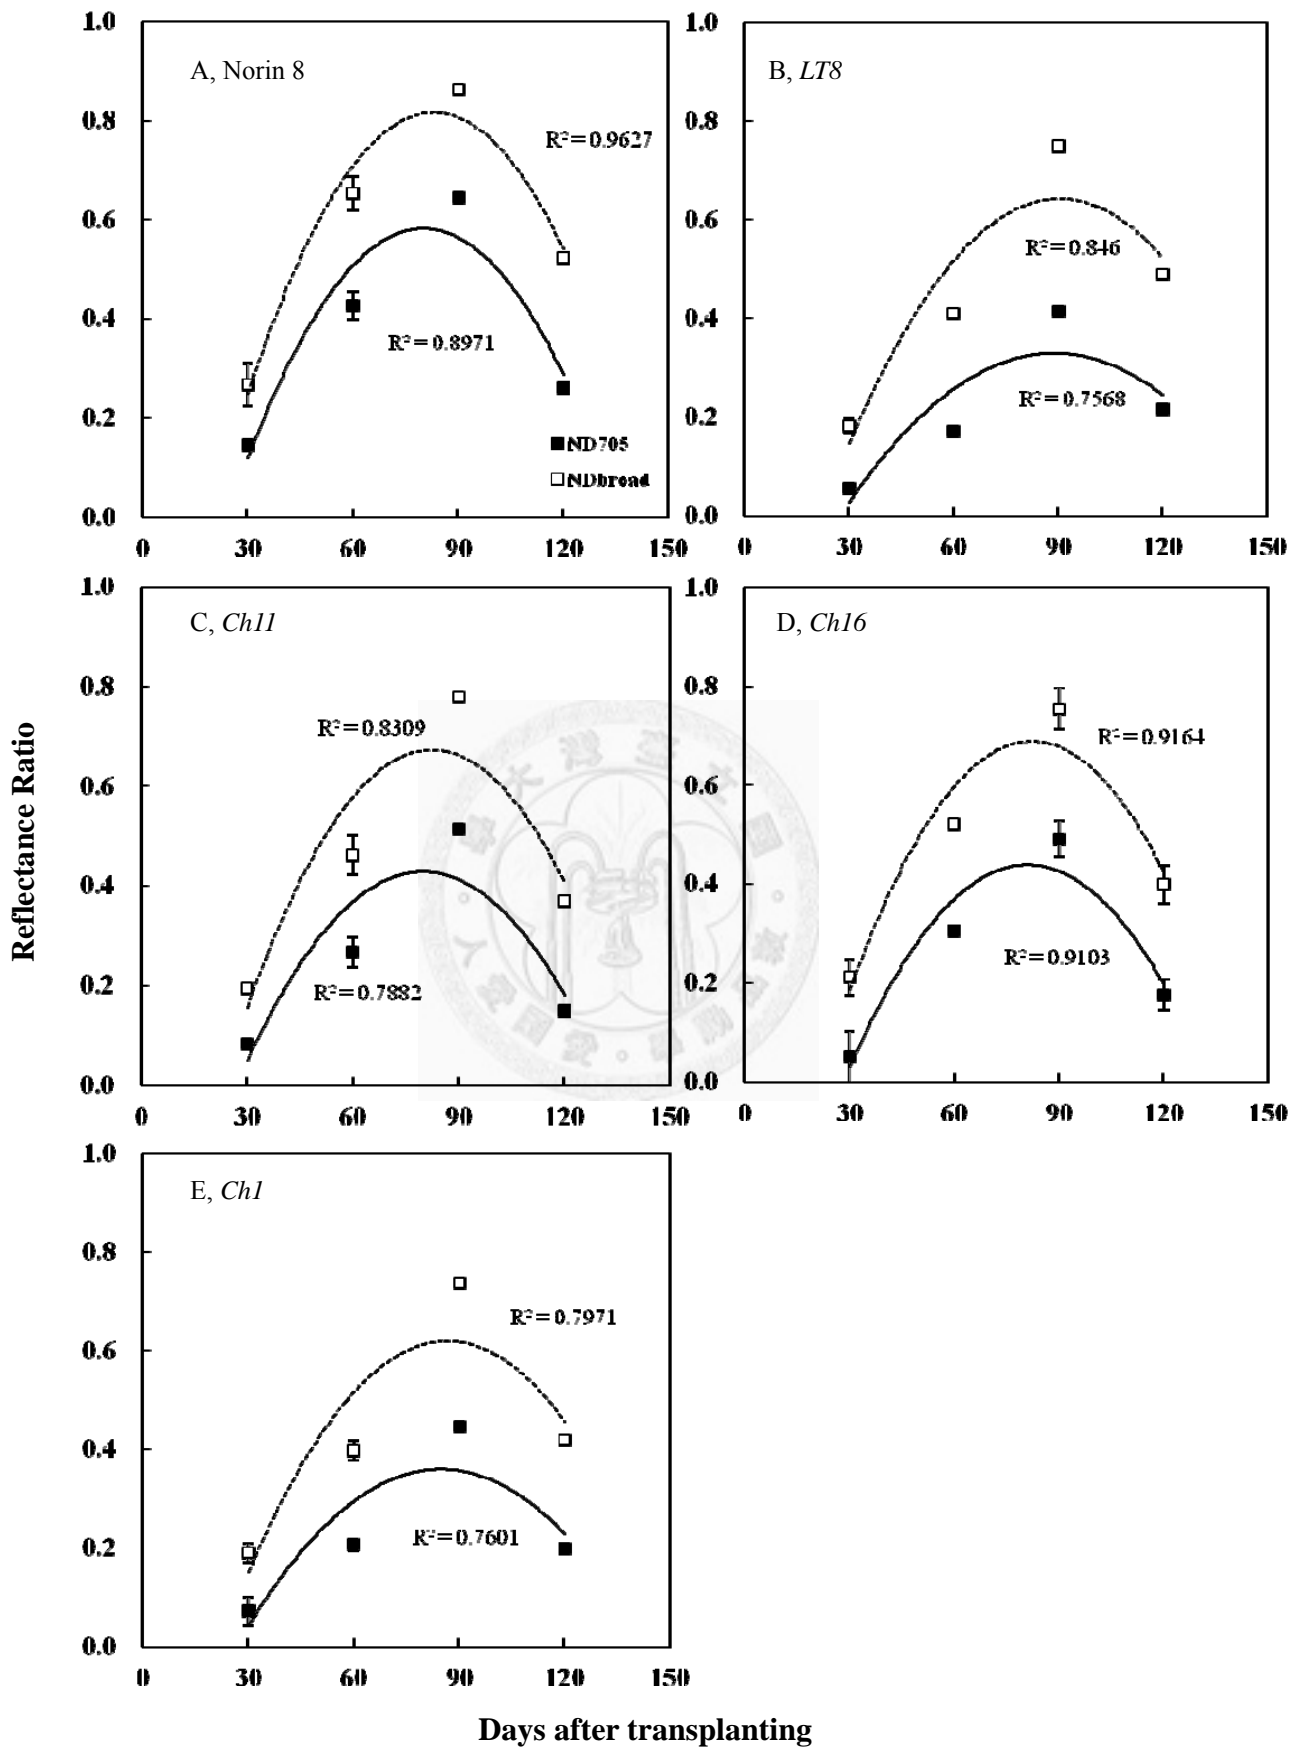 A, Norin 8
1.0
0.8
0.6
0.4
0.2
0.0
R²=0.9627
R²=0.8971
ND705
NDbroad
0 30 60 90 120 150
B, LT8
1.0
0.8
0.6
0.4
0.2
0.0
R²=0.846
R²=0.7568
0 30 60 90 120 150
Reflectance Ratio
C, Ch11
1.0
0.8
0.6
0.4
0.2
0.0
R²=0.8309
R²=0.7882
0 30 60 90 120 150
D, Ch16
1.0
0.8
0.6
0.4
0.2
0.0
R²=0.9164
R²=0.9103
0 30 60 90 120 150
E, Ch1
1.0
0.8
0.6
0.4
0.2
0.0
R²=0.7971
R²=0.7601
0 30 60 90 120 150
Days after transplanting